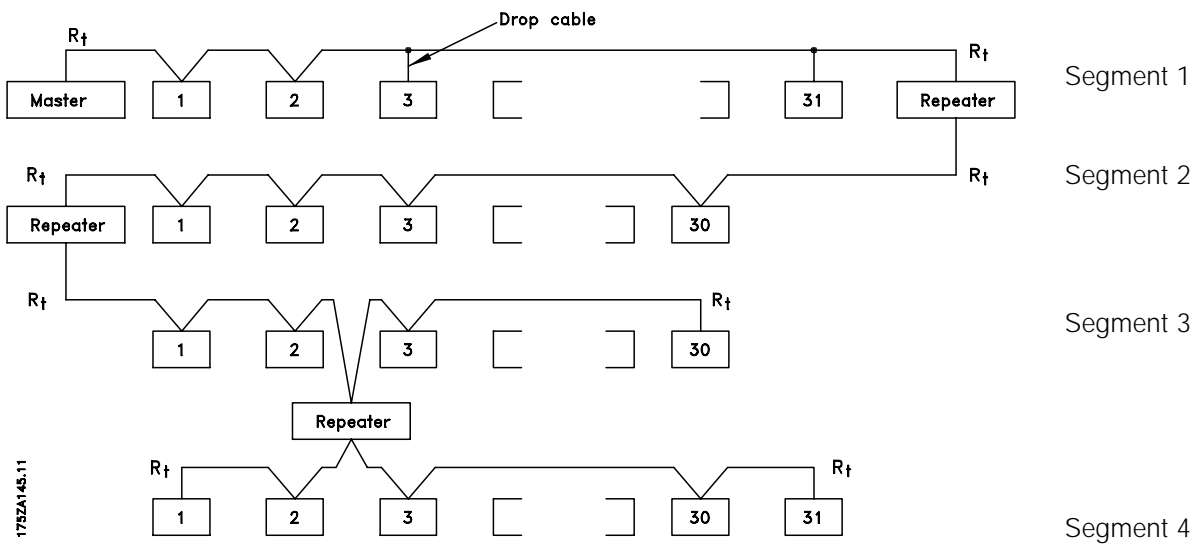 Drop cable
Rt Rt
Master 1 2 3 31 Repeater Segment 1
Rt Rt Segment 2
Repeater 1 2 3 30
Rt Rt
1 2 3 30 Segment 3
Repeater
Rt Rt
1 2 3 30 31 Segment 4
175ZA145.11